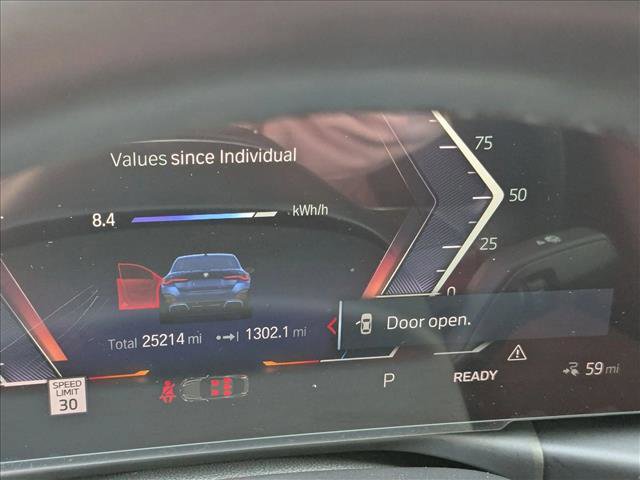 Values since Individual
8.4 kWh/h
75
50
25
0
Total 25214 mi 1302.1 mi
Door open.
SPEED
LIMIT
30
P READY 59 mi